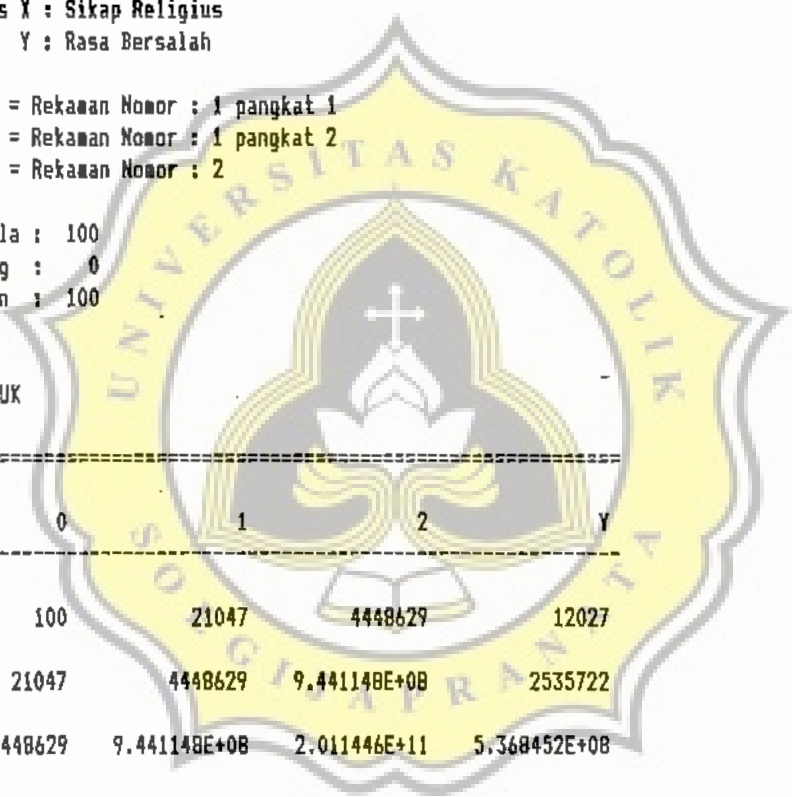 s X : Sikap Religius
Y : Rasa Bersalah
= Rekaman Nomor : 1 pangkat 1
= Rekaman Nomor : 1 pangkat 2
= Rekaman Nomor : 2
la : 100
g : 0
n : 100
UK
0 1 2 Y
100 21047 4448629 12027
21047 4448629 9.441148E+08 2535722
448629 9.441148E+08 2.011446E+11 5.368452E+08
UNIVERSITAS KATOLIK
SOEGIJAPRANATA